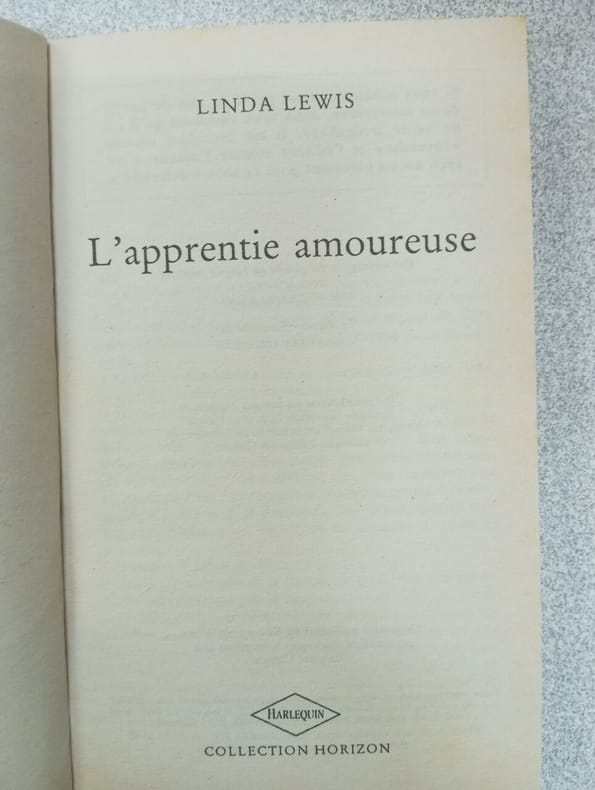 LINDA LEWIS
L'apprentie amoureuse
HARLEQUIN
COLLECTION HORIZON